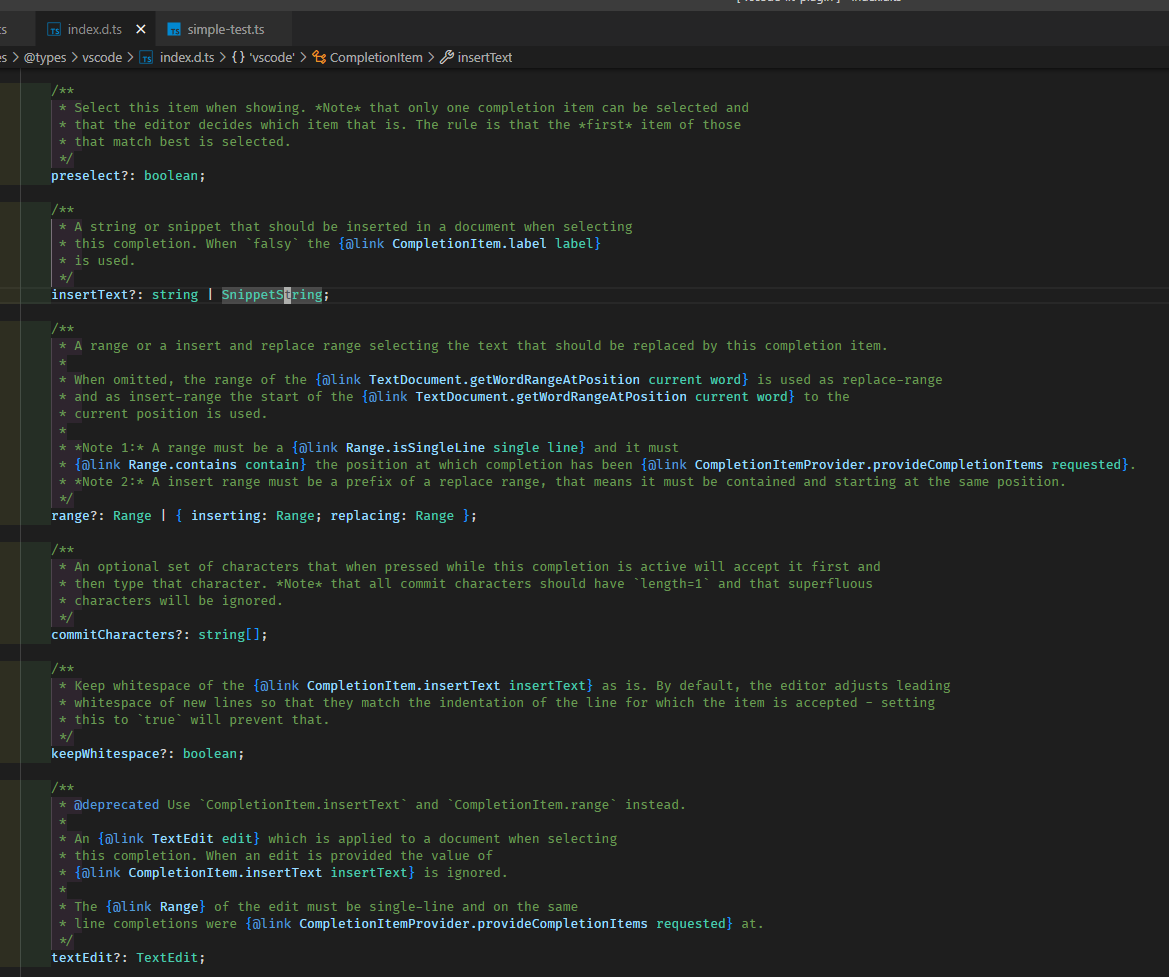 ts
TS index.d.ts ×
TS simple-test.ts
es > @types > vscode > TS index.d.ts > {} 'vscode' > CompletionItem > insertText
/**
* Select this item when showing. *Note* that only one completion item can be selected and
* that the editor decides which item that is. The rule is that the *first* item of those
* that match best is selected.
*/
preselect?: boolean;
/**
* A string or snippet that should be inserted in a document when selecting
* this completion. When `falsy` the {@link CompletionItem.label label}
* is used.
*/
insertText?: string | SnippetString;
/**
* A range or a insert and replace range selecting the text that should be replaced by this completion item.
*
* When omitted, the range of the {@link TextDocument.getWordRangeAtPosition current word} is used as replace-range
* and as insert-range the start of the {@link TextDocument.getWordRangeAtPosition current word} to the
* current position is used.
*
* *Note 1:* A range must be a {@link Range.isSingleLine single line} and it must
* {@link Range.contains contain} the position at which completion has been {@link CompletionItemProvider.provideCompletionItems requested}.
* *Note 2:* A insert range must be a prefix of a replace range, that means it must be contained and starting at the same position.
*/
range?: Range | { inserting: Range; replacing: Range };
/**
* An optional set of characters that when pressed while this completion is active will accept it first and
* then type that character. *Note* that all commit characters should have `length=1` and that superfluous
* characters will be ignored.
*/
commitCharacters?: string[];
/**
* Keep whitespace of the {@link CompletionItem.insertText insertText} as is. By default, the editor adjusts leading
* whitespace of new lines so that they match the indentation of the line for which the item is accepted - setting
* this to `true` will prevent that.
*/
keepWhitespace?: boolean;
/**
* @deprecated Use `CompletionItem.insertText` and `CompletionItem.range` instead.
*
* An {@link TextEdit edit} which is applied to a document when selecting
* this completion. When an edit is provided the value of
* {@link CompletionItem.insertText insertText} is ignored.
*
* The {@link Range} of the edit must be single-line and on the same
* line completions were {@link CompletionItemProvider.provideCompletionItems requested} at.
*/
textEdit?: TextEdit;